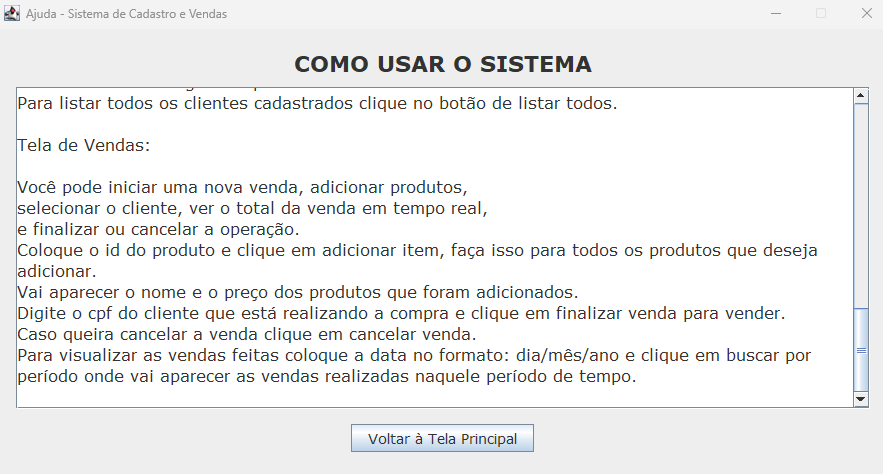 Ajuda - Sistema de Cadastro e Vendas
COMO USAR O SISTEMA
Para listar todos os clientes cadastrados clique no botão de listar todos.
Tela de Vendas:
Você pode iniciar uma nova venda, adicionar produtos,
selecionar o cliente, ver o total da venda em tempo real,
e finalizar ou cancelar a operação.
Coloque o id do produto e clique em adicionar item, faça isso para todos os produtos que deseja
adicionar.
Vai aparecer o nome e o preço dos produtos que foram adicionados.
Digite o cpf do cliente que está realizando a compra e clique em finalizar venda para vender.
Caso queira cancelar a venda clique em cancelar venda.
Para visualizar as vendas feitas coloque a data no formato: dia/mês/ano e clique em buscar por
período onde vai aparecer as vendas realizadas naquele período de tempo.
Voltar à Tela Principal